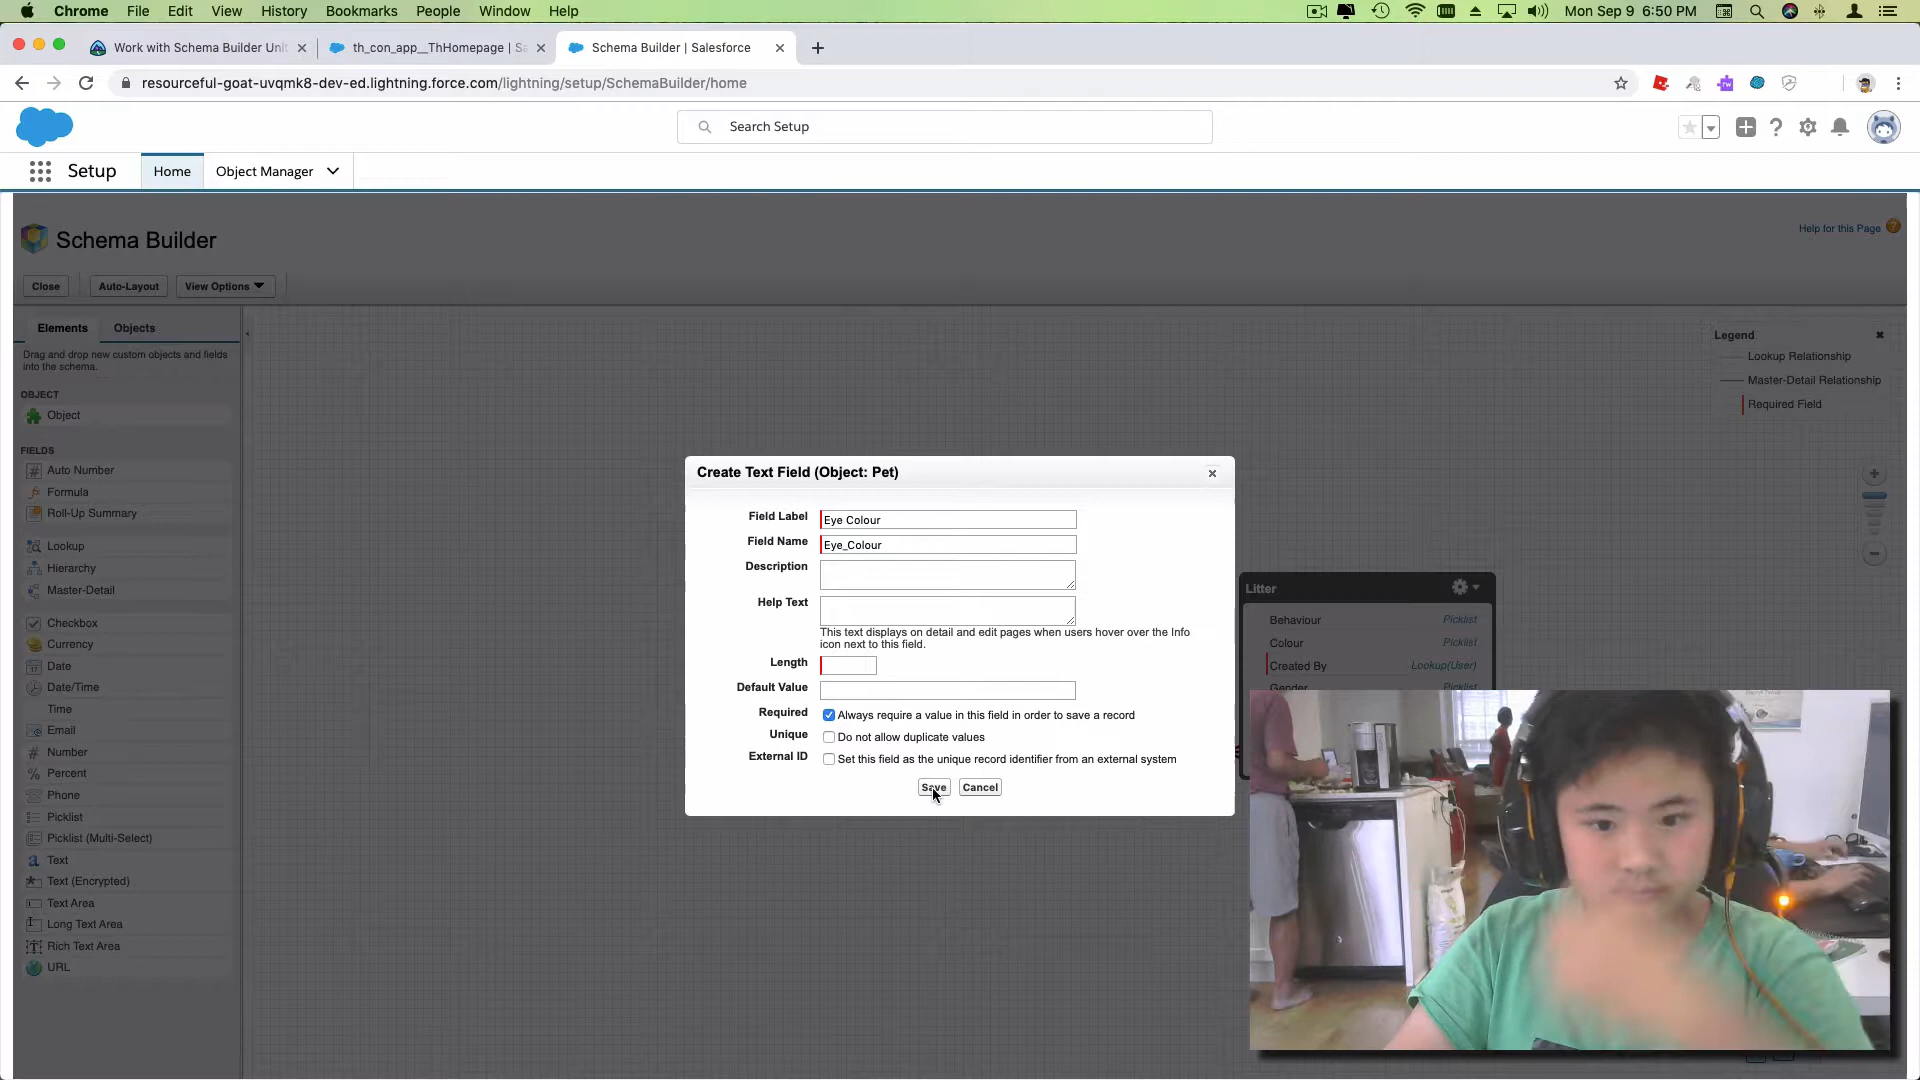 Chrome File Edit View History Bookmarks People Window Help Mon Sep 9 6:50 PM
Work with Schema Builder Unit
th_con_app__ThHomepage | Sa
Schema Builder | Salesforce
resourceful-goat-uvqmk8-dev-ed.lightning.force.com/lightning/setup/SchemaBuilder/home
Search Setup
Setup Home Object Manager
Schema Builder
Help for this Page
Close Auto-Layout View Options
Elements Objects
Drag and drop new custom objects and fields
into the schema.
OBJECT
Object
FIELDS
Auto Number
Formula
Roll-Up Summary
Lookup
Hierarchy
Master-Detail
Checkbox
Currency
Date
Date/Time
Time
Email
Number
Percent
Phone
Picklist
Picklist (Multi-Select)
Text
Text (Encrypted)
Text Area
Long Text Area
Rich Text Area
URL
Legend
Lookup Relationship
Master-Detail Relationship
Required Field
Create Text Field (Object: Pet)
Field Label Eye Colour
Field Name Eye_Colour
Description
Help Text
This text displays on detail and edit pages when users hover over the Info
icon next to this field.
Length
Default Value
Required Always require a value in this field in order to save a record
Unique Do not allow duplicate values
External ID Set this field as the unique record identifier from an external system
Save Cancel
Litter
Behaviour Picklist
Colour Picklist
Created By Lookup(User)
Gender Picklist